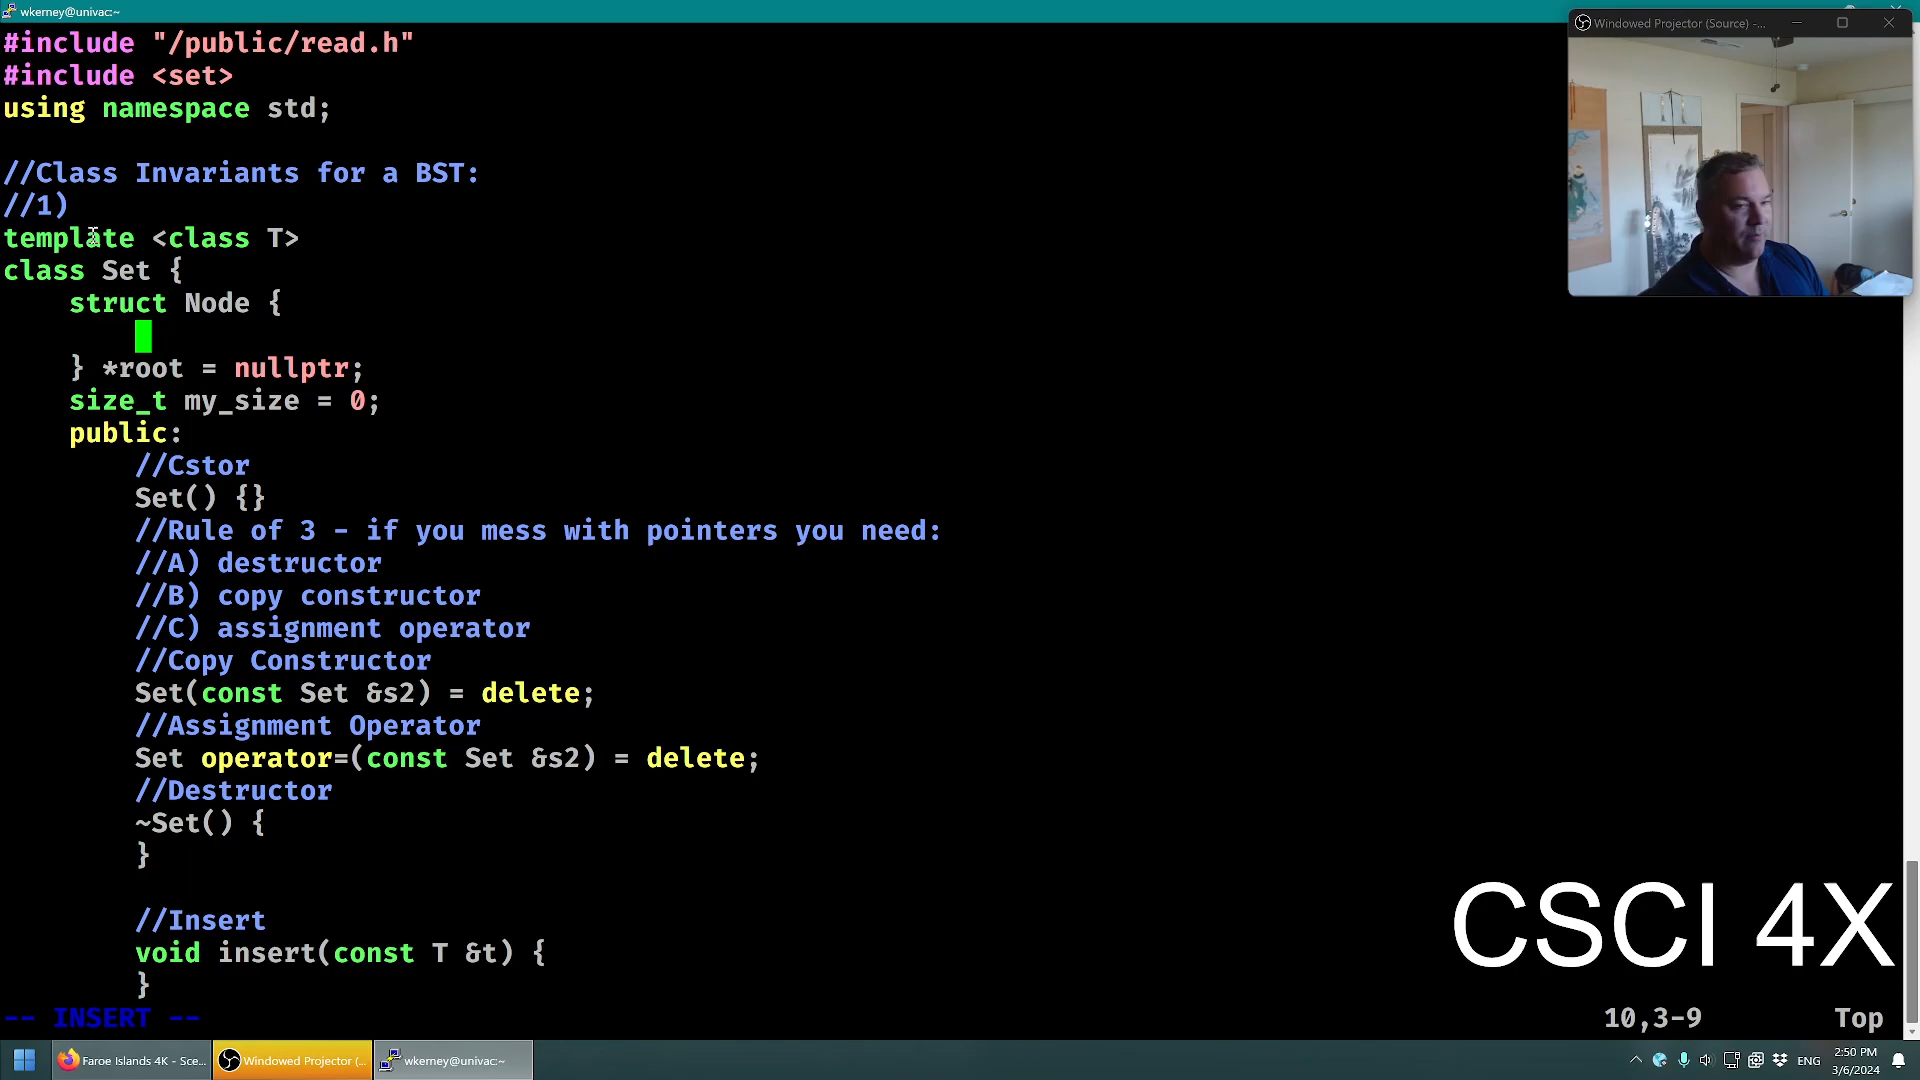 wkerney@univac:~
Windowed Projector (Source) -...
#include "/public/read.h"
#include <set>
using namespace std;
//Class Invariants for a BST:
//1)
template <class T>
class Set {
struct Node {
} *root = nullptr;
size_t my_size = 0;
public:
//Cstor
Set() {}
//Rule of 3 - if you mess with pointers you need:
//A) destructor
//B) copy constructor
//C) assignment operator
//Copy Constructor
Set(const Set &s2) = delete;
//Assignment Operator
Set operator=(const Set &s2) = delete;
//Destructor
~Set() {
}
//Insert
void insert(const T &t) {
}
CSCI 4X
-- INSERT --
10,3-9
Top
Faroe Islands 4K - Sce...
Windowed Projector (...
wkerney@univac:~
ENG
2:50 PM
3/6/2024